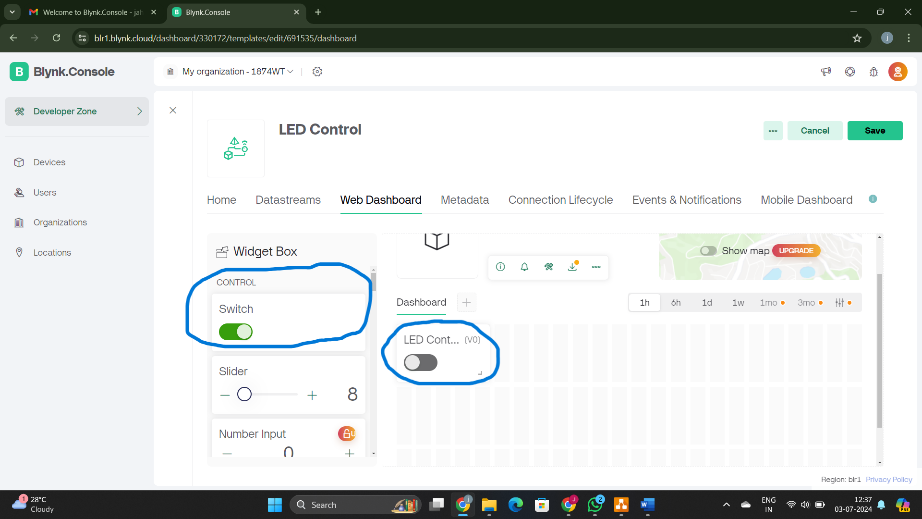 Welcome to Blynk.Console - jaf
Blynk.Console
blr1.blynk.cloud/dashboard/330172/templates/edit/691535/dashboard
B Blynk.Console
My organization - 1874WT
Developer Zone
LED Control
Cancel
Save
Devices
Users
Organizations
Locations
Home
Datastreams
Web Dashboard
Metadata
Connection Lifecycle
Events & Notifications
Mobile Dashboard
Widget Box
Show map
UPGRADE
CONTROL
Dashboard
1h
6h
1d
1w
1mo
3mo
Switch
LED Cont... (V0)
Slider
8
Number Input
0
Region: blr1
Privacy Policy
28°C
Cloudy
Search
ENG
IN
12:37
03-07-2024